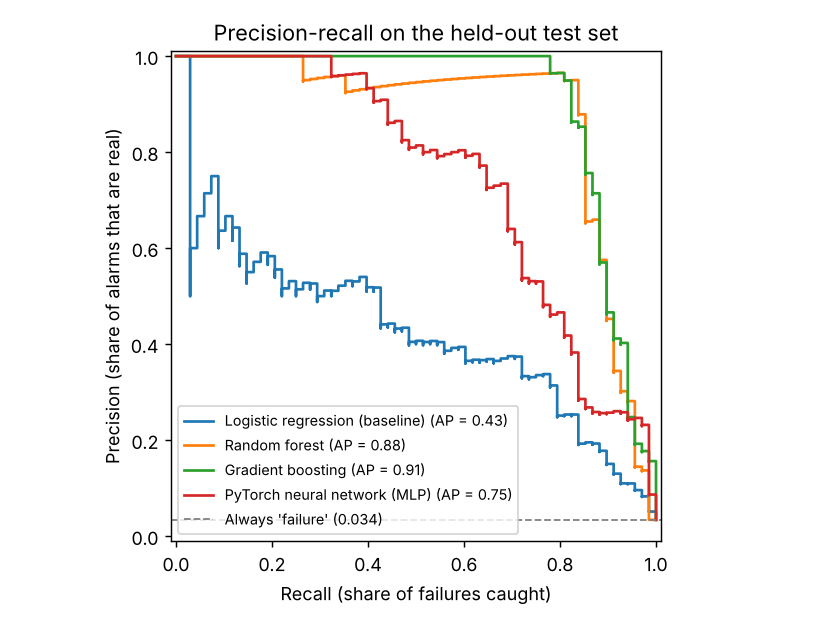 Precision-recall on the held-out test set
1.0
0.8
0.6
0.4
0.2
0.0
Precision (share of alarms that are real)
Logistic regression (baseline) (AP = 0.43)
Random forest (AP = 0.88)
Gradient boosting (AP = 0.91)
PyTorch neural network (MLP) (AP = 0.75)
Always 'failure' (0.034)
0.0 0.2 0.4 0.6 0.8 1.0
Recall (share of failures caught)